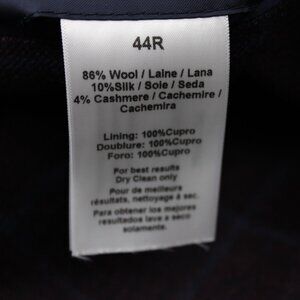 44R
86% Wool / Laine / Lana
10%Silk / Soie / Seda
4% Cashmere / Cachemire /
Cachemira
Lining: 100%Cupro
Doublure: 100%Cupro
Foro: 100%Cupro
For best results
Dry Clean only
Pour de meilleurs
résultats, nettoyage à sec.
Para obtener los mejores
resultados lave a seco
solamente.